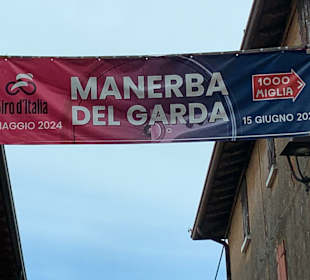 iro d'Italia
MAGGIO 2024
MANERBA
DEL GARDA
1000
MIGLIA
15 GIUGNO 202